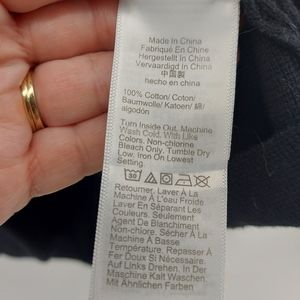 Made In China
Fabriqué En Chine
Hergestellt In China
Vervaardigd In China
中国製
hecho en china
100% Cotton/ Coton/
Baumwolle/ Katoen/ 綿/
algodón
Turn Inside Out. Machine
Wash Cold. With Like
Colors. Non-chlorine
Bleach Only. Tumble Dry
Low. Iron On Lowest
Setting.
30
Retourner. Laver À La
Machine À L'eau Froide
Laver En Séparant Les
Couleurs. Seulement
Agent De Blanchiment
Non-chlore. Sécher À La
Basse
Température. Repasser À
Fer Doux Si Nécessaire.
Auf Links Drehen. In Der
Maschine Kalt Waschen.
Mit Ähnlichen Farben